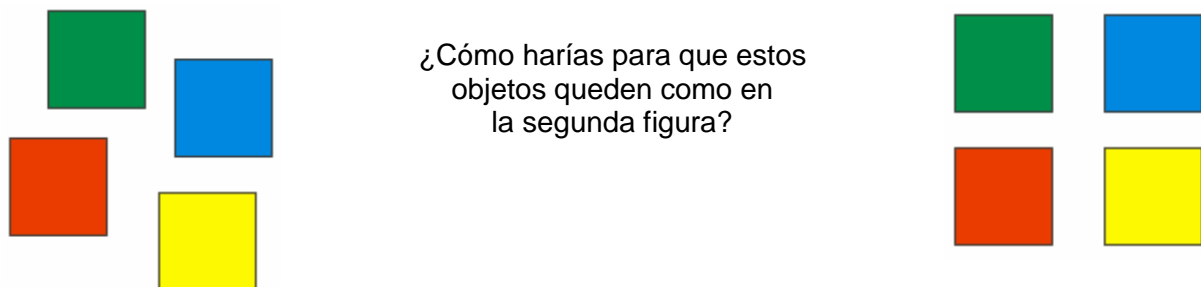 ¿Cómo harías para que estos
objetos queden como en
la segunda figura?